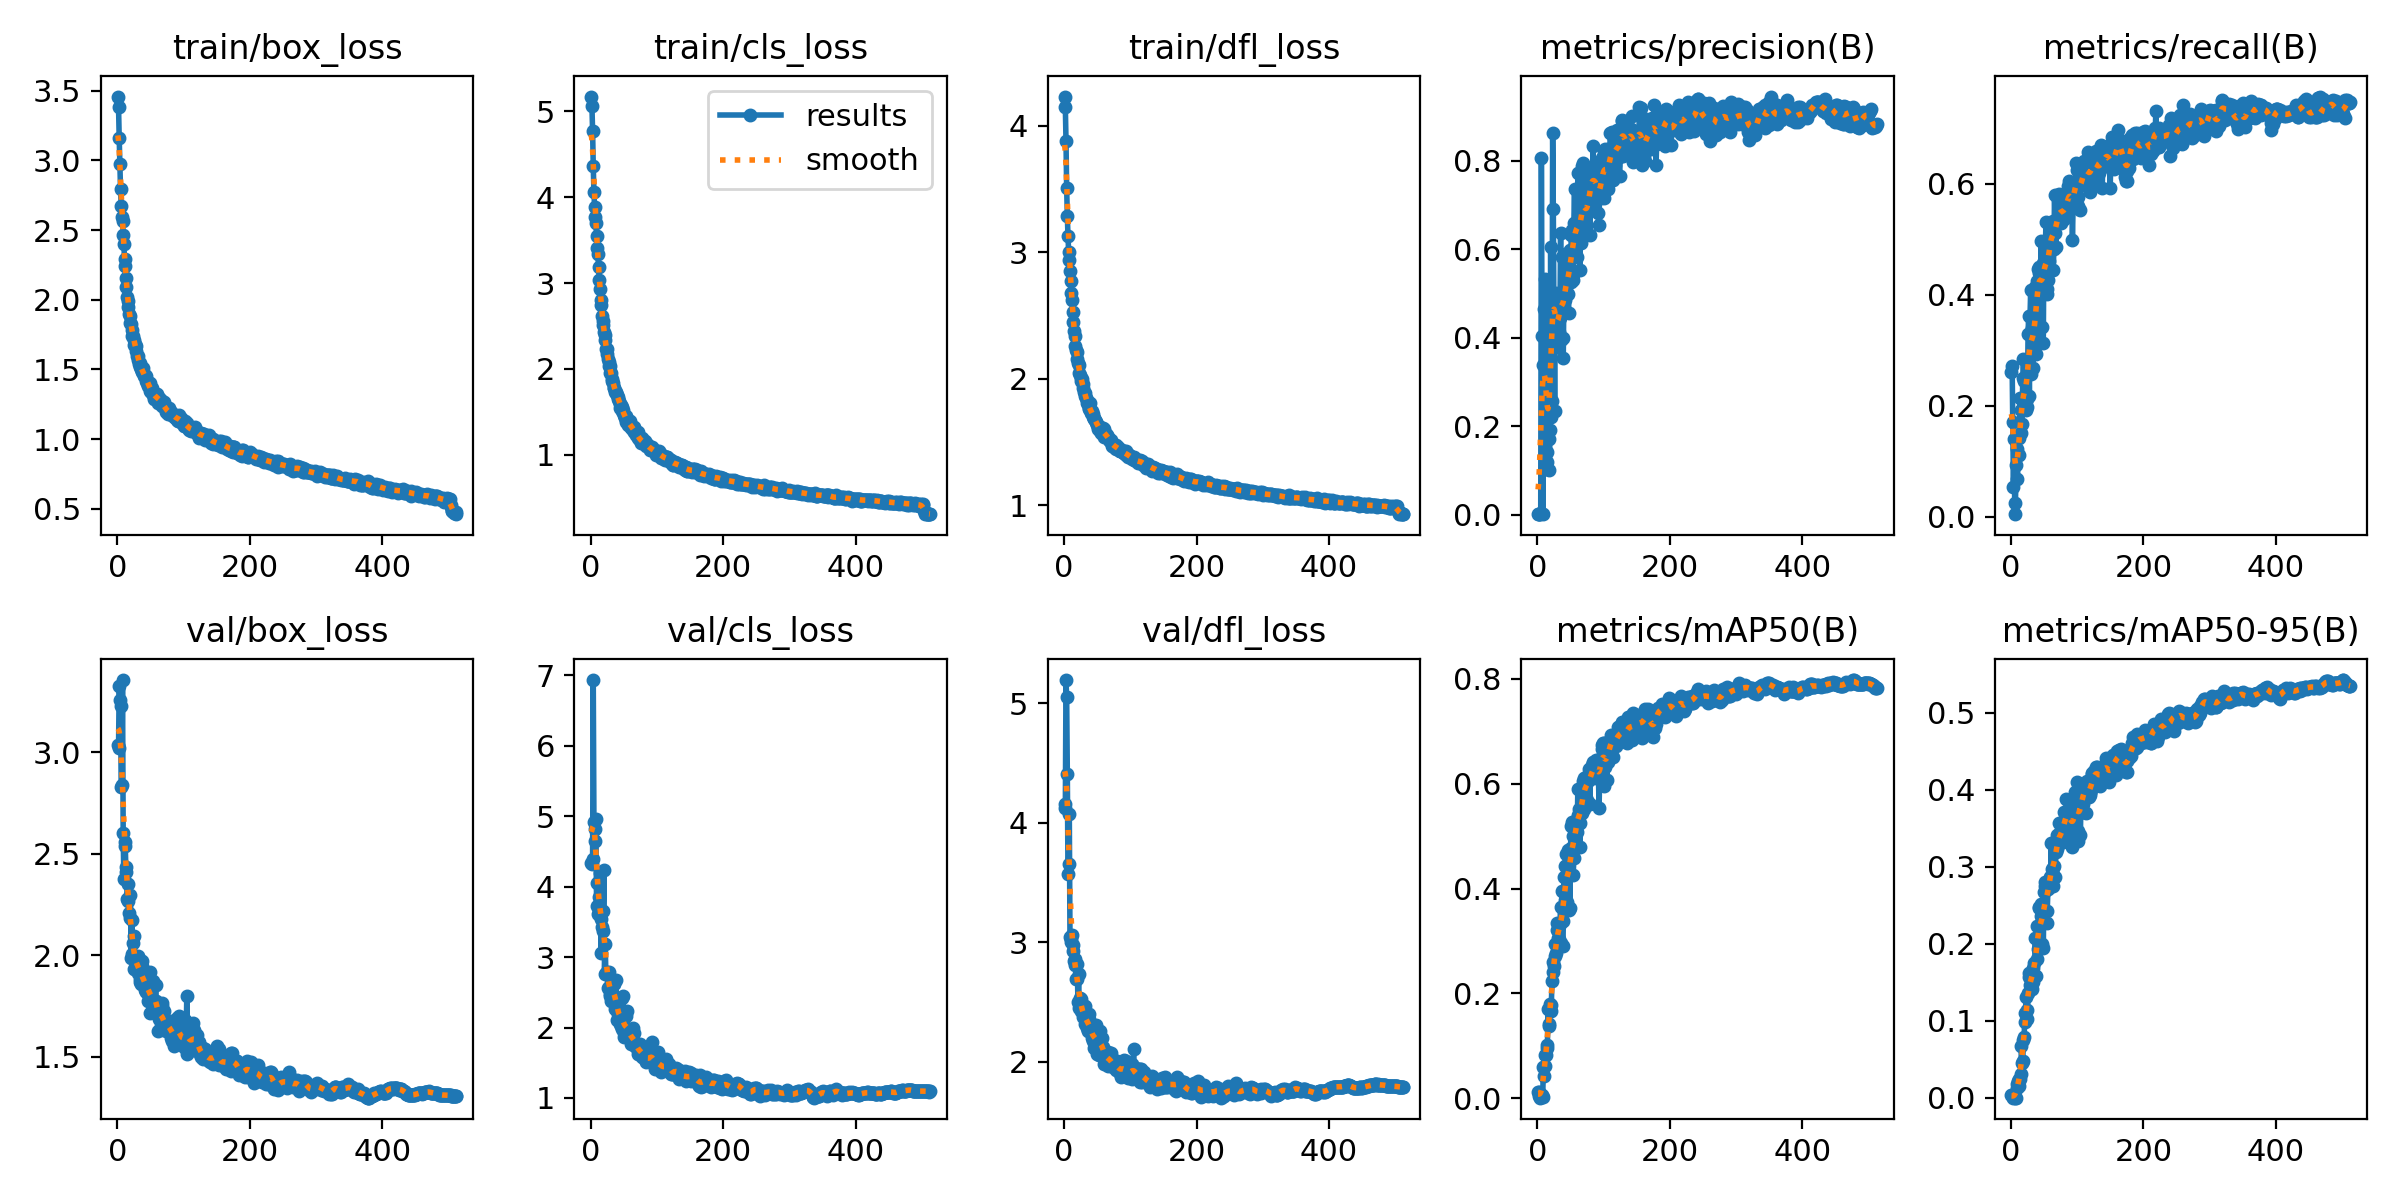 train/box_loss
3.5
3.0
2.5
2.0
1.5
1.0
0.5
0 200 400
train/cls_loss
results
smooth
5
4
3
2
1
0 200 400
train/dfl_loss
4
3
2
1
0 200 400
metrics/precision(B)
0.8
0.6
0.4
0.2
0.0
0 200 400
metrics/recall(B)
0.6
0.4
0.2
0.0
0 200 400
val/box_loss
3.0
2.5
2.0
1.5
0 200 400
val/cls_loss
7
6
5
4
3
2
1
0 200 400
val/dfl_loss
5
4
3
2
0 200 400
metrics/mAP50(B)
0.8
0.6
0.4
0.2
0.0
0 200 400
metrics/mAP50-95(B)
0.5
0.4
0.3
0.2
0.1
0.0
0 200 400